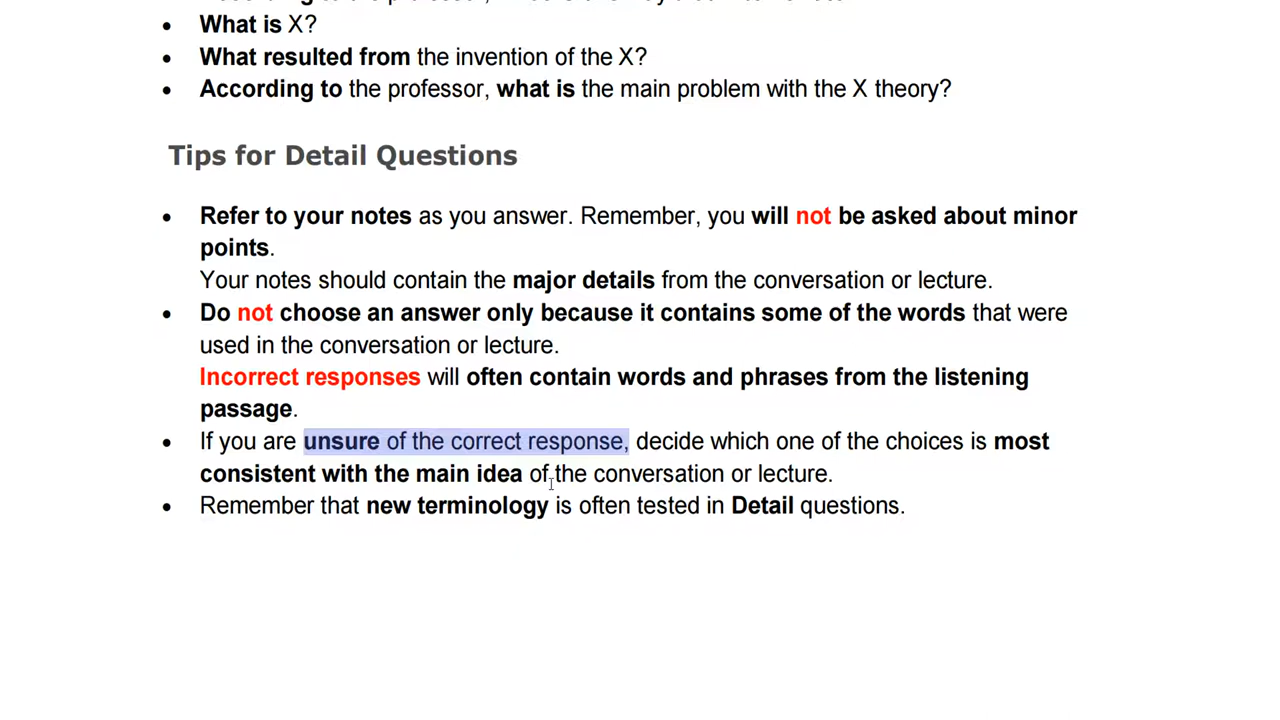 What is X?
What resulted from the invention of the X?
According to the professor, what is the main problem with the X theory?
Tips for Detail Questions
Refer to your notes as you answer. Remember, you will not be asked about minor
points.
Your notes should contain the major details from the conversation or lecture.
Do not choose an answer only because it contains some of the words that were
used in the conversation or lecture.
Incorrect responses will often contain words and phrases from the listening
passage.
If you are unsure of the correct response, decide which one of the choices is most
consistent with the main idea of the conversation or lecture.
Remember that new terminology is often tested in Detail questions.